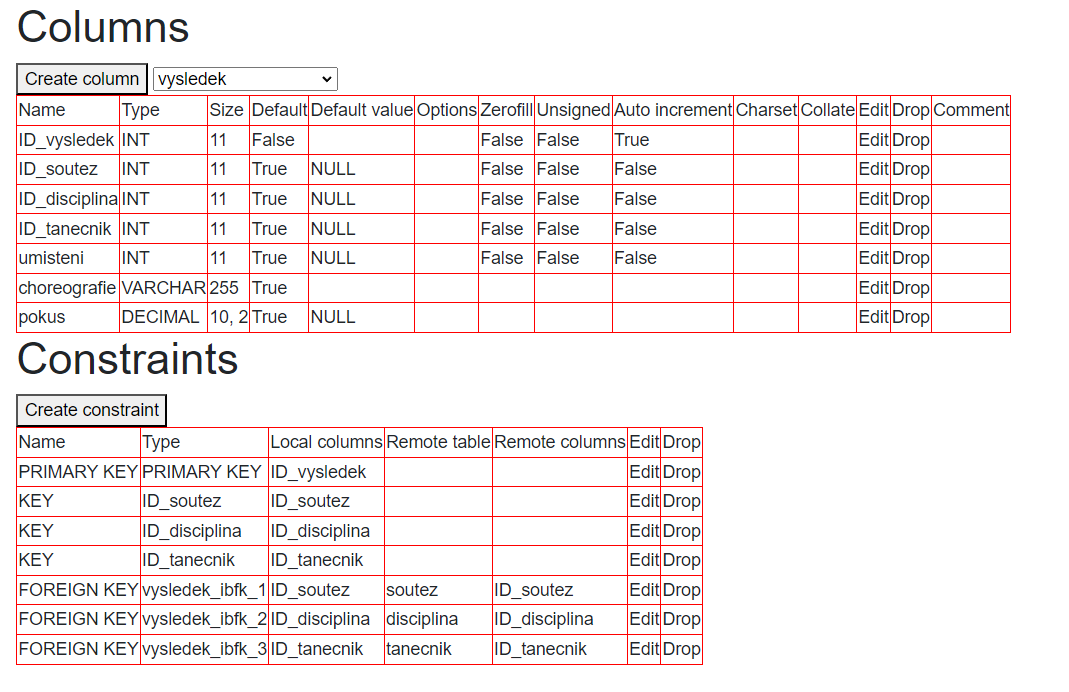 Columns
Create column vysledek
Name Type Size Default Default value Options Zerofill Unsigned Auto increment Charset Collate Edit Drop Comment
ID_vysledek INT 11 False False False True Edit Drop
ID_soutez INT 11 True NULL False False False Edit Drop
ID_disciplina INT 11 True NULL False False False Edit Drop
ID_tanecnik INT 11 True NULL False False False Edit Drop
umisteni INT 11 True NULL False False False Edit Drop
choreografie VARCHAR 255 True Edit Drop
pokus DECIMAL 10, 2 True NULL Edit Drop
Constraints
Create constraint
Name Type Local columns Remote table Remote columns Edit Drop
PRIMARY KEY PRIMARY KEY ID_vysledek Edit Drop
KEY ID_soutez ID_soutez Edit Drop
KEY ID_disciplina ID_disciplina Edit Drop
KEY ID_tanecnik ID_tanecnik Edit Drop
FOREIGN KEY vysledek_ibfk_1 ID_soutez soutez ID_soutez Edit Drop
FOREIGN KEY vysledek_ibfk_2 ID_disciplina disciplina ID_disciplina Edit Drop
FOREIGN KEY vysledek_ibfk_3 ID_tanecnik tanecnik ID_tanecnik Edit Drop